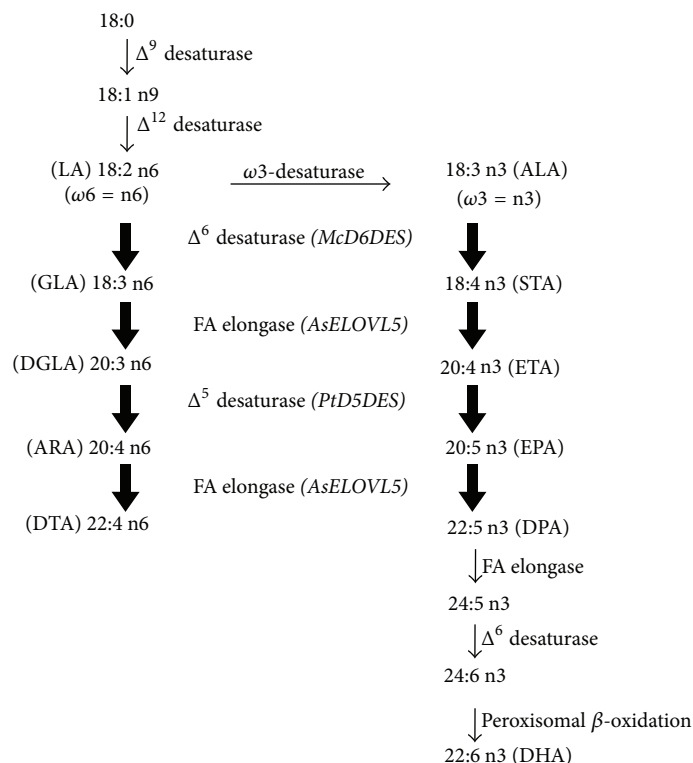 18:0
Δ⁹ desaturase
18:1 n9
Δ¹² desaturase
(LA) 18:2 n6
(ω6 = n6)
ω3-desaturase
18:3 n3 (ALA)
(ω3 = n3)
Δ⁶ desaturase (McD6DES)
(GLA) 18:3 n6
18:4 n3 (STA)
FA elongase (AsELOVL5)
(DGLA) 20:3 n6
20:4 n3 (ETA)
Δ⁵ desaturase (PtD5DES)
(ARA) 20:4 n6
20:5 n3 (EPA)
FA elongase (AsELOVL5)
(DTA) 22:4 n6
22:5 n3 (DPA)
FA elongase
24:5 n3
Δ⁶ desaturase
24:6 n3
Peroxisomal β-oxidation
22:6 n3 (DHA)